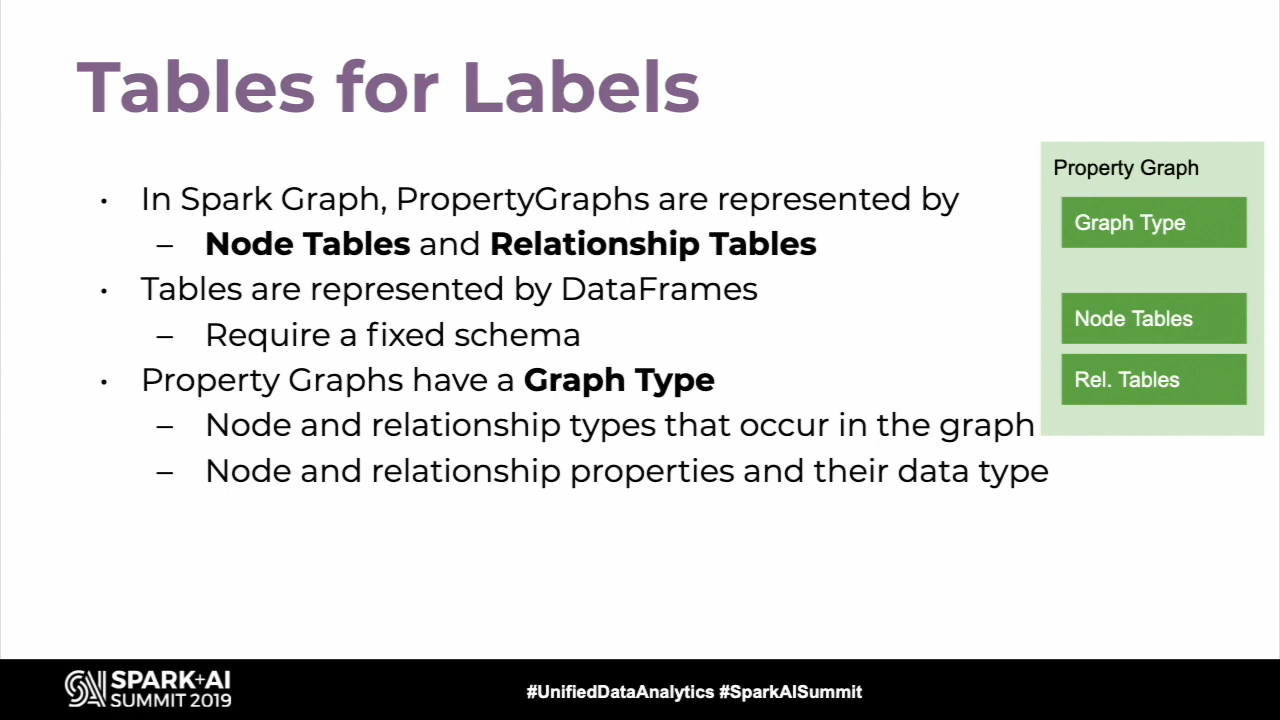 Tables for Labels
• In Spark Graph, PropertyGraphs are represented by
– Node Tables and Relationship Tables
• Tables are represented by DataFrames
– Require a fixed schema
• Property Graphs have a Graph Type
– Node and relationship types that occur in the graph
– Node and relationship properties and their data type
Property Graph
Graph Type
Node Tables
Rel. Tables
SPARK+AI
SUMMIT 2019
#UnifiedDataAnalytics #SparkAISummit